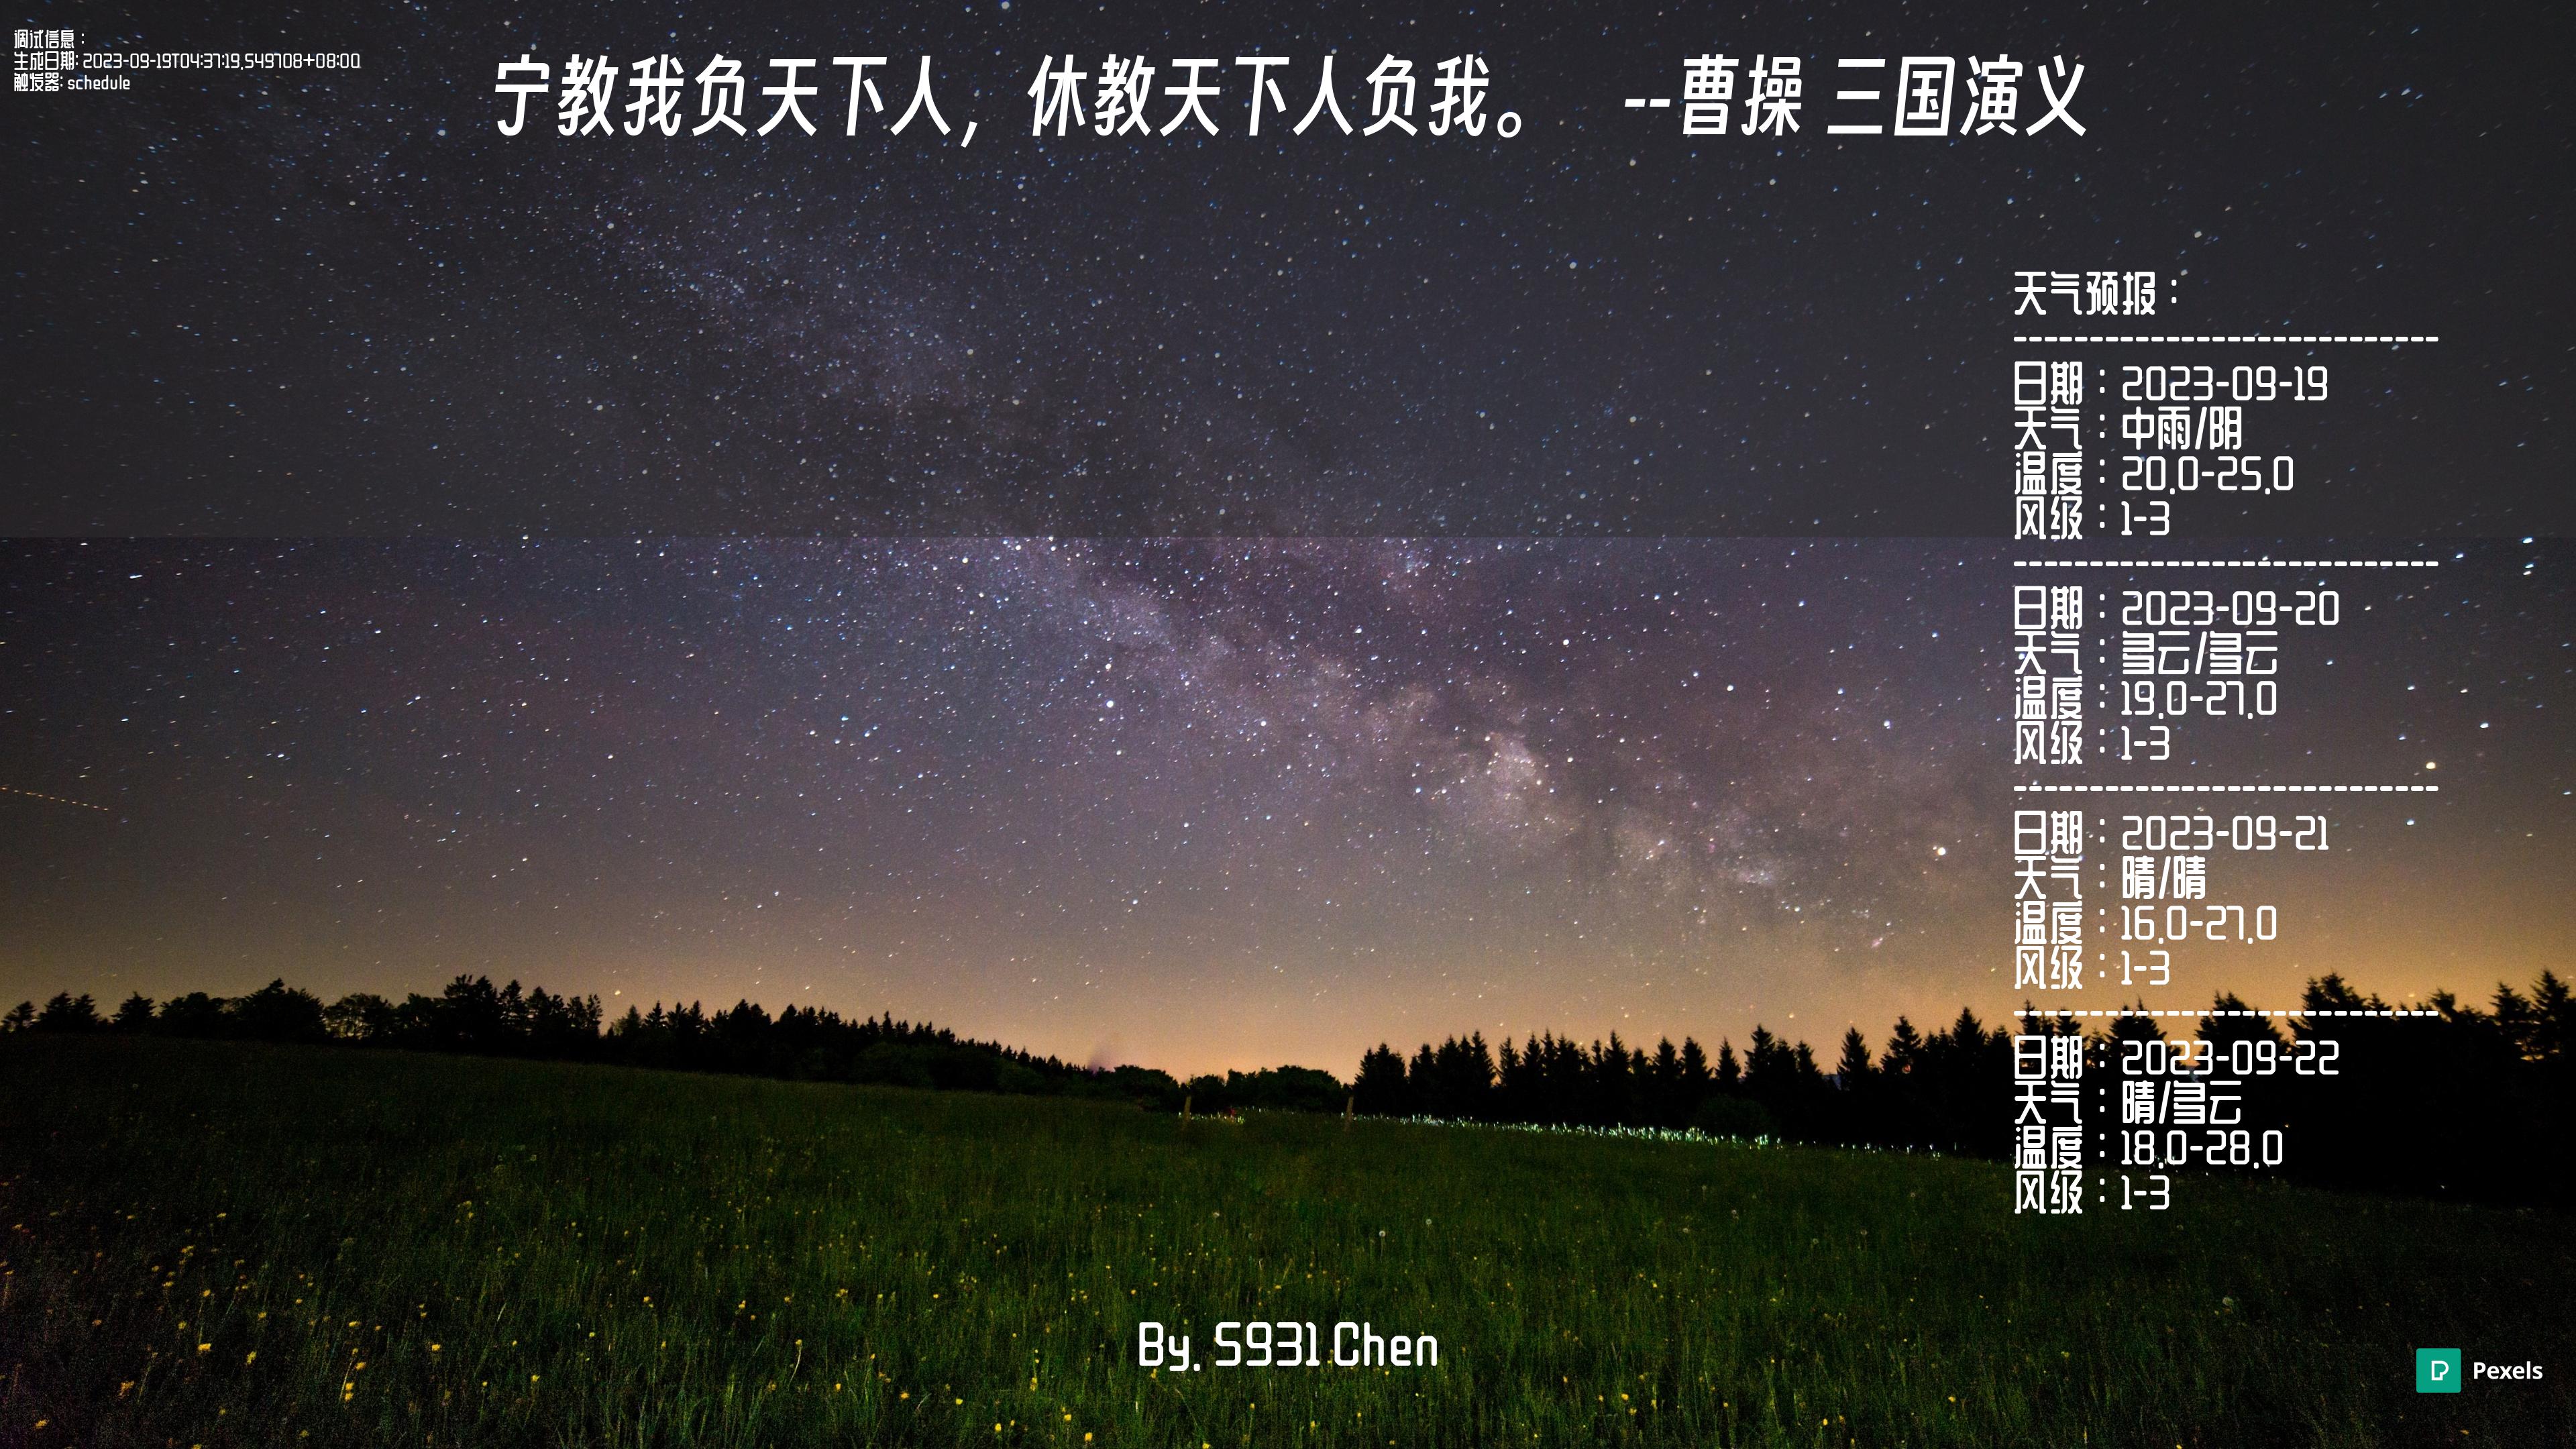 调试信息：
生成日期: 2023-09-19T04:37:19.549708+08:00
触发器: schedule
宁教我负天下人，休教天下人负我。 --曹操 三国演义
天气预报：
----------------------------
日期：2023-09-19
天气：中雨/阴
温度：20.0-25.0
风级：1-3
----------------------------
日期：2023-09-20
天气：多云/多云
温度：19.0-27.0
风级：1-3
----------------------------
日期：2023-09-21
天气：晴/晴
温度：16.0-27.0
风级：1-3
----------------------------
日期：2023-09-22
天气：晴/多云
温度：18.0-28.0
风级：1-3
By. S931 Chen
Pexels